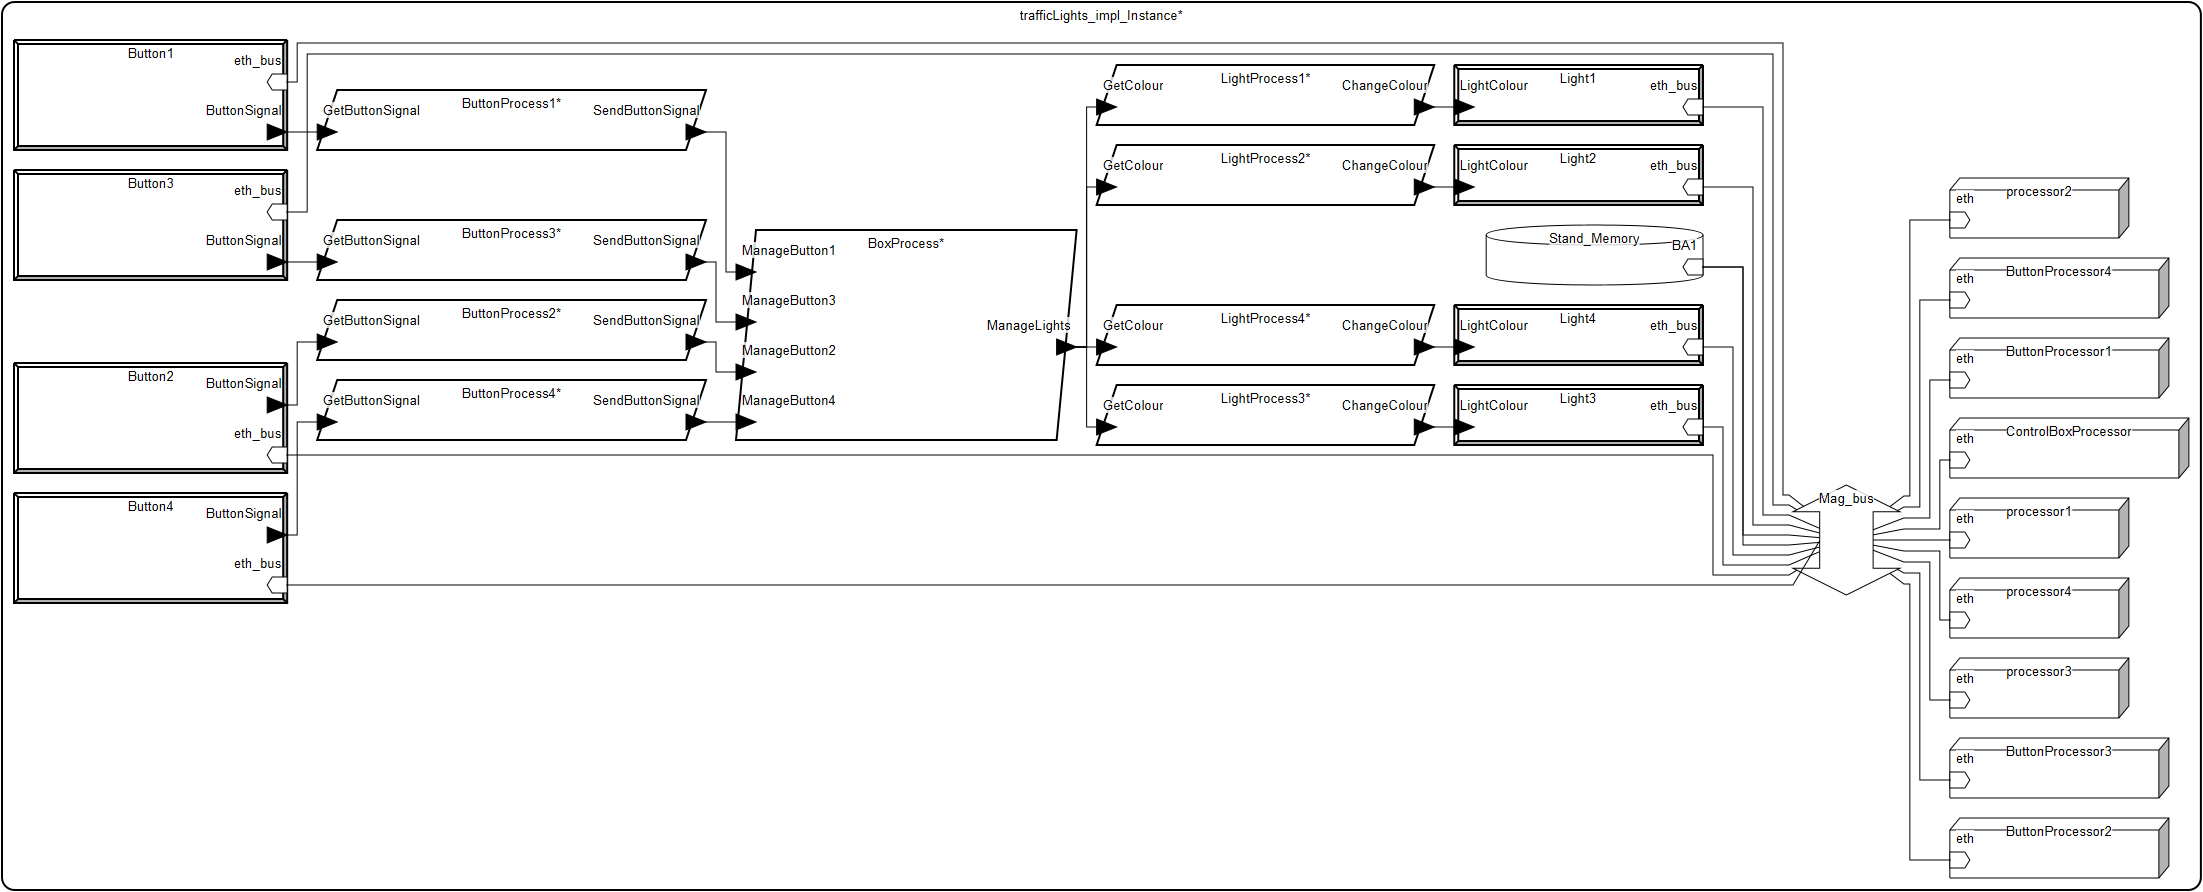 trafficLights_impl_Instance*
Button1
eth_bus
ButtonSignal
Button3
eth_bus
ButtonSignal
Button2
ButtonSignal
eth_bus
Button4
ButtonSignal
eth_bus
GetButtonSignal ButtonProcess1* SendButtonSignal
GetButtonSignal ButtonProcess3* SendButtonSignal
GetButtonSignal ButtonProcess2* SendButtonSignal
GetButtonSignal ButtonProcess4* SendButtonSignal
BoxProcess*
ManageButton1
ManageButton3
ManageLights
ManageButton2
ManageButton4
GetColour LightProcess1* ChangeColour
GetColour LightProcess2* ChangeColour
GetColour LightProcess4* ChangeColour
GetColour LightProcess3* ChangeColour
LightColour Light1 eth_bus
LightColour Light2 eth_bus
Stand_Memory BA1
LightColour Light4 eth_bus
LightColour Light3 eth_bus
Mag_bus
processor2
eth
ButtonProcessor4
eth
ButtonProcessor1
eth
ControlBoxProcessor
eth
processor1
eth
processor4
eth
processor3
eth
ButtonProcessor3
eth
ButtonProcessor2
eth